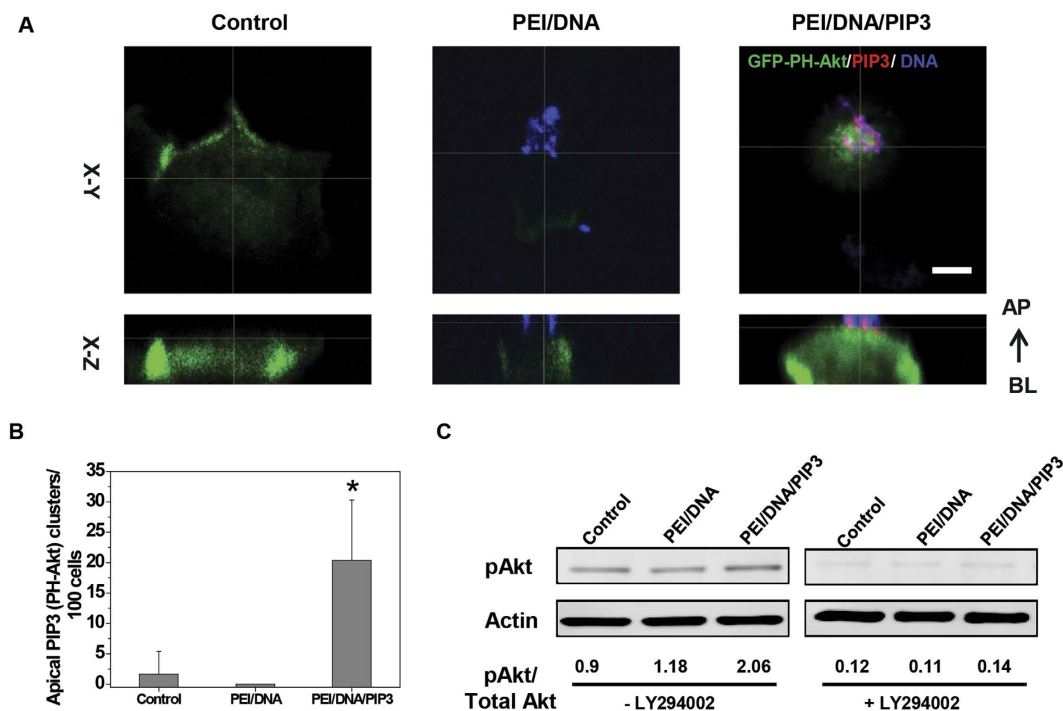 A
Control
PEI/DNA
PEI/DNA/PIP3
GFP-PH-Akt/PIP3/ DNA
X-Y
X-Z
AP
BL
B
Apical PIP3 (PH-Akt) clusters/
100 cells
35
30
25
20
15
10
5
0
*
Control
PEI/DNA
PEI/DNA/PIP3
C
Control
PEI/DNA
PEI/DNA/PIP3
Control
PEI/DNA
PEI/DNA/PIP3
pAkt
Actin
pAkt/
Total Akt
0.9 1.18 2.06
0.12 0.11 0.14
- LY294002
+ LY294002